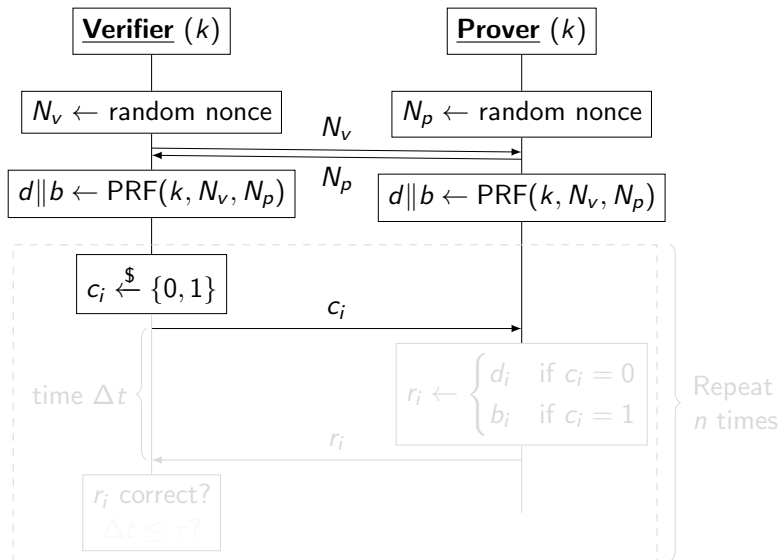 Verifier (k)
Prover (k)
N_v ← random nonce
N_p ← random nonce
N_v
N_p
d‖b ← PRF(k, N_v, N_p)
d‖b ← PRF(k, N_v, N_p)
c_i ←$ {0, 1}
c_i
time Δt
r_i ← { d_i if c_i = 0
b_i if c_i = 1
Repeat
n times
r_i
r_i correct?
Δt ≤ τ?